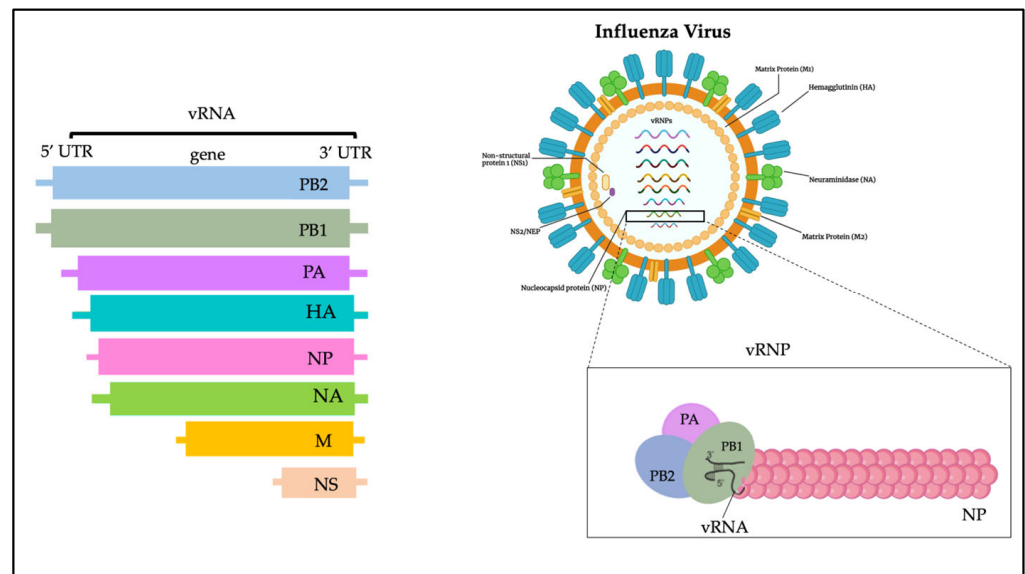 vRNA
5′ UTR gene 3′ UTR
PB2
PB1
PA
HA
NP
NA
M
NS
Influenza Virus
Matrix Protein (M1)
Hemagglutinin (HA)
vRNPs
Non-structural
protein 1 (NS1)
Neuraminidase (NA)
NS2/NEP
Matrix Protein (M2)
Nucleocapsid protein (NP)
vRNP
PA
PB1
PB2
3′
5′
NP
vRNA